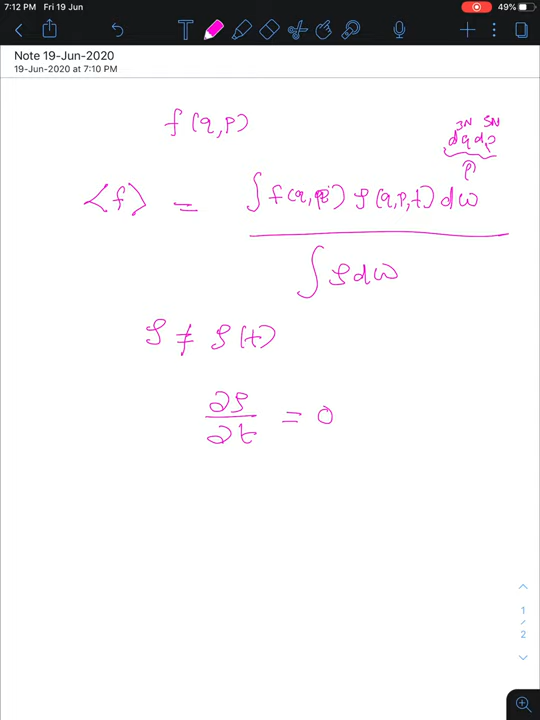 7:12 PM Fri 19 Jun 49%
Note 19-Jun-2020
19-Jun-2020 at 7:10 PM
f(q,p)
3N 3N
dq dp
⟨f⟩ = ∫ f(q,p) ρ(q,p,t) dω
∫ ρ dω
ρ ≠ ρ(t)
∂ρ
∂t = 0
1
/
2